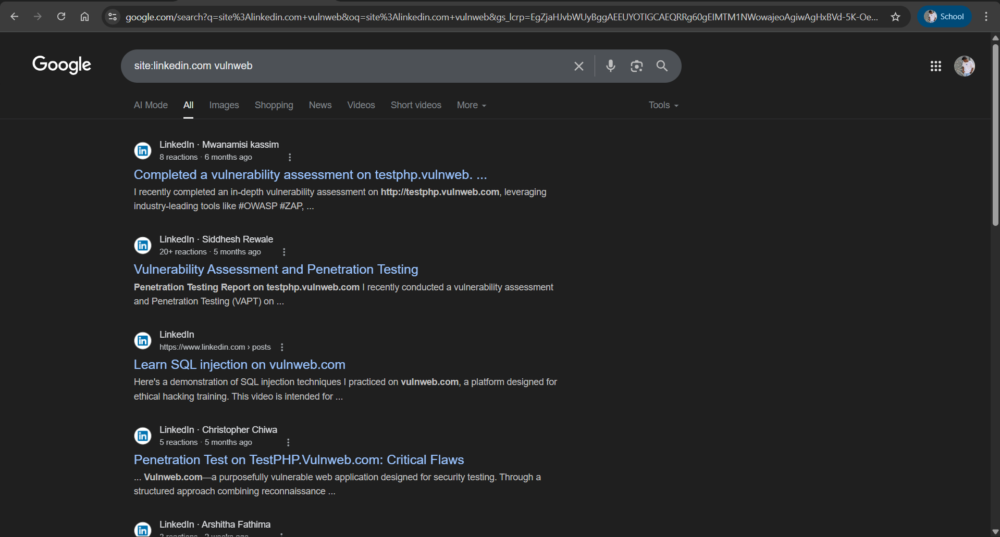 google.com/search?q=site%3Alinkedin.com+vulnweb&oq=site%3Alinkedin.com+vulnweb&gs_lcrp=EgZjaHJvbWUyBggAEEUYOTIGCAEQRRg60gEIMTM1NWowajeoAgiwAgHxBVd-5K-Oe...
School
Google
site:linkedin.com vulnweb
AI Mode All Images Shopping News Videos Short videos More Tools
LinkedIn · Mwanamisi kassim
8 reactions · 6 months ago
Completed a vulnerability assessment on testphp.vulnweb. ...
I recently completed an in-depth vulnerability assessment on http://testphp.vulnweb.com, leveraging
industry-leading tools like #OWASP #ZAP, ...
LinkedIn · Siddhesh Rewale
20+ reactions · 5 months ago
Vulnerability Assessment and Penetration Testing
Penetration Testing Report on testphp.vulnweb.com I recently conducted a vulnerability assessment
and Penetration Testing (VAPT) on ...
LinkedIn
https://www.linkedin.com › posts
Learn SQL injection on vulnweb.com
Here's a demonstration of SQL injection techniques I practiced on vulnweb.com, a platform designed for
ethical hacking training. This video is intended for ...
LinkedIn · Christopher Chiwa
5 reactions · 5 months ago
Penetration Test on TestPHP.Vulnweb.com: Critical Flaws
... Vulnweb.com—a purposefully vulnerable web application designed for security testing. Through a
structured approach combining reconnaissance ...
LinkedIn · Arshitha Fathima
reactions · weeks ago